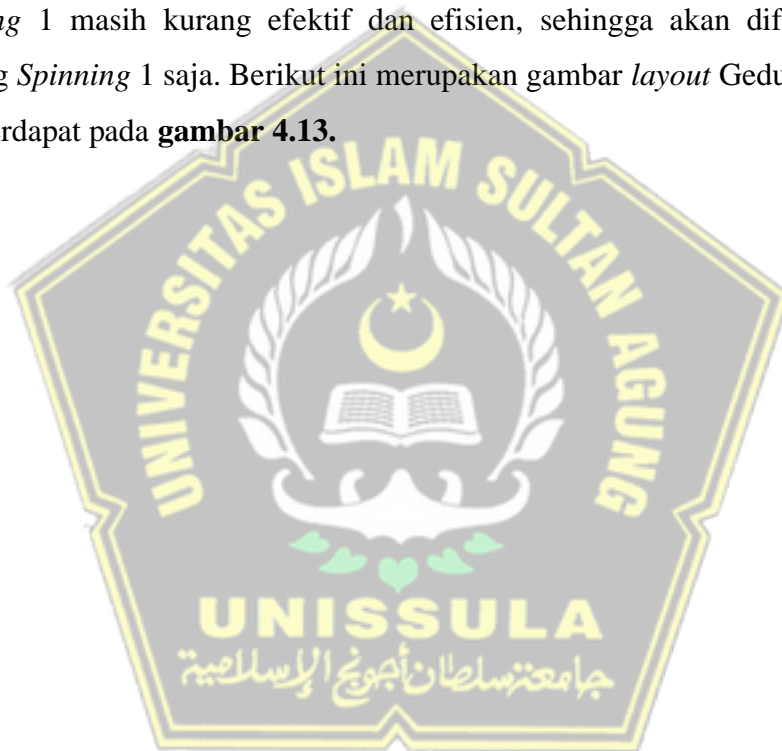 ng 1 masih kurang efektif dan efisien, sehingga akan dif
g Spinning 1 saja. Berikut ini merupakan gambar layout Gedu
erdapat pada gambar 4.13.
UNIVERSITAS ISLAM SULTAN AGUNG
UNISSULA
جامعة سلطان أجونج الإسلامية